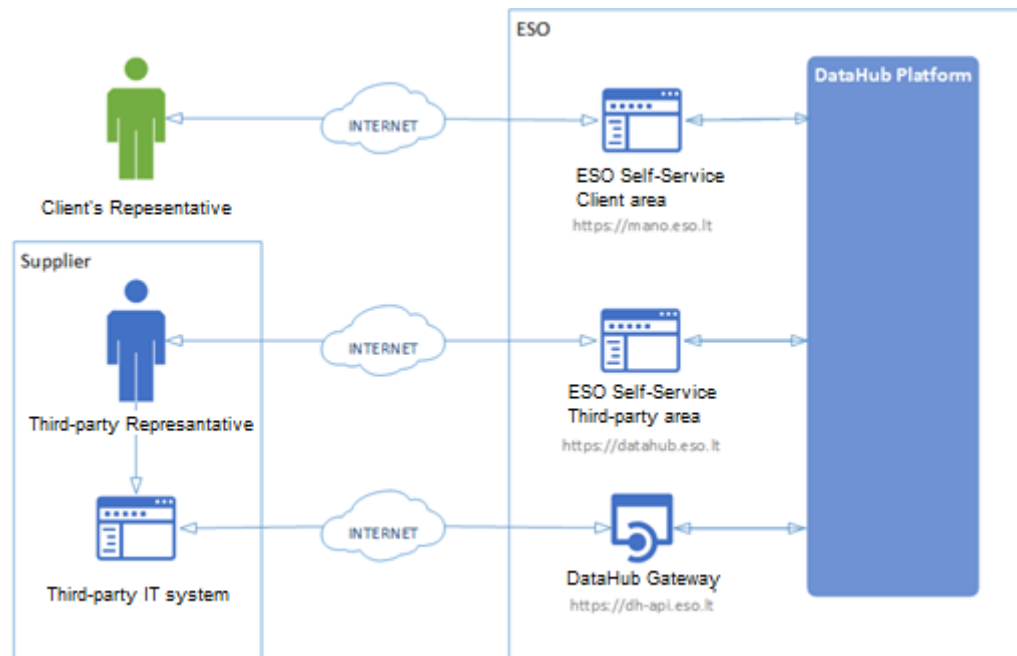 ESO
DataHub Platform
INTERNET
Client's Repesentative
ESO Self-Service
Client area
https://mano.eso.lt
Supplier
INTERNET
Third-party Represantative
ESO Self-Service
Third-party area
https://datahub.eso.lt
INTERNET
Third-party IT system
DataHub Gateway
https://dh-api.eso.lt